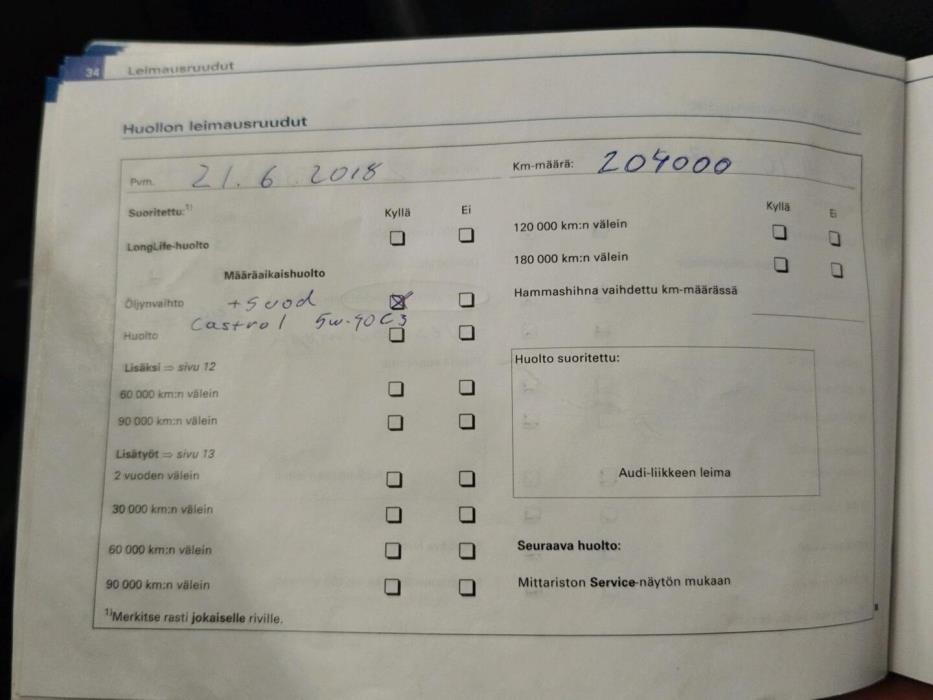 34 Leimausruudut
Huollon leimausruudut
Pvm. 21.6.2018
Km-määrä: 204000
Suoritettu:1)
Kyllä Ei
LongLife-huolto
Määräaikaishuolto
Öljynvaihto +suod
Castrol 5w-40 C3
Huolto
Lisäksi ⇒ sivu 12
60 000 km:n välein
90 000 km:n välein
Lisätyöt ⇒ sivu 13
2 vuoden välein
30 000 km:n välein
60 000 km:n välein
90 000 km:n välein
1)Merkitse rasti jokaiselle riville.
Kyllä Ei
120 000 km:n välein
180 000 km:n välein
Hammashihna vaihdettu km-määrässä
Huolto suoritettu:
Audi-liikkeen leima
Seuraava huolto:
Mittariston Service-näytön mukaan